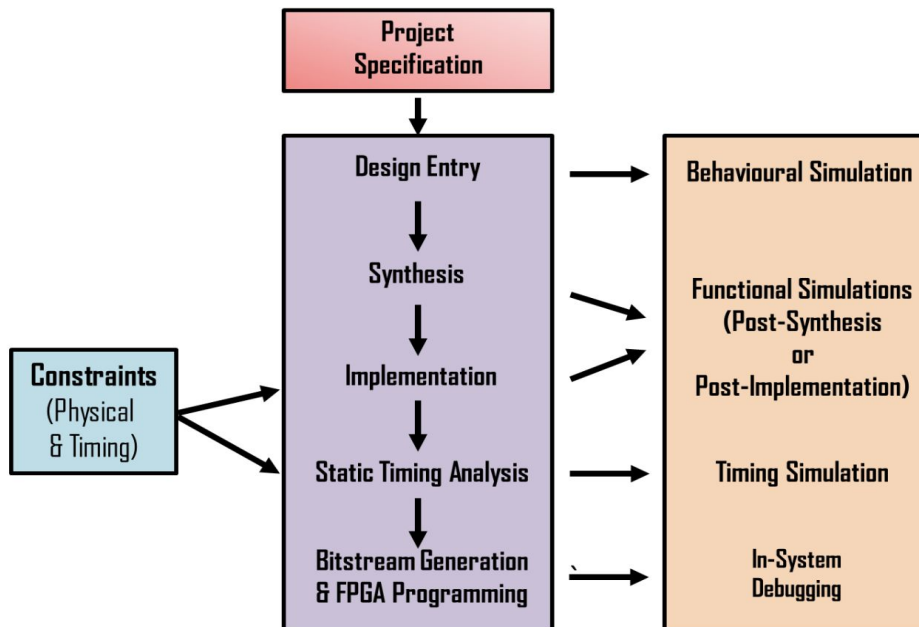 Project
Specification
Design Entry
Behavioural Simulation
Synthesis
Functional Simulations
(Post-Synthesis
or
Post-Implementation)
Constraints
(Physical
& Timing)
Implementation
Static Timing Analysis
Timing Simulation
Bitstream Generation
& FPGA Programming
`
In-System
Debugging